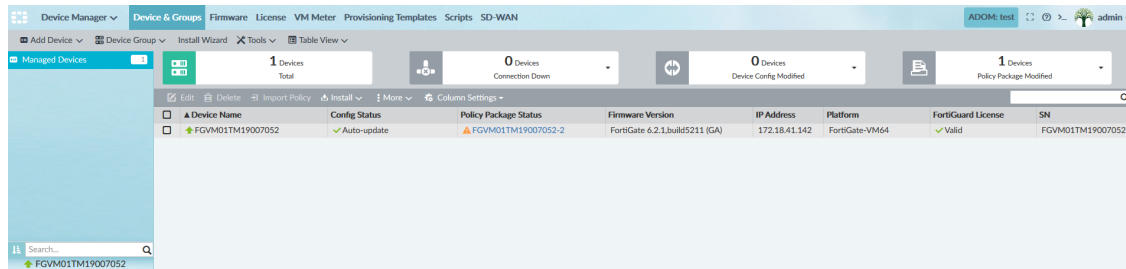 Device Manager Device & Groups Firmware License VM Meter Provisioning Templates Scripts SD-WAN ADOM: test admin
Add Device Device Group Install Wizard Tools Table View
Managed Devices 1
1 Devices
Total
0 Devices
Connection Down
0 Devices
Device Config Modified
1 Devices
Policy Package Modified
Edit Delete Import Policy Install More Column Settings
Device Name Config Status Policy Package Status Firmware Version IP Address Platform FortiGuard License SN
FGVM01TM19007052 Auto-update FGVM01TM19007052-2 FortiGate 6.2.1,build5211 (GA) 172.18.41.142 FortiGate-VM64 Valid FGVM01TM19007052
Search...
FGVM01TM19007052